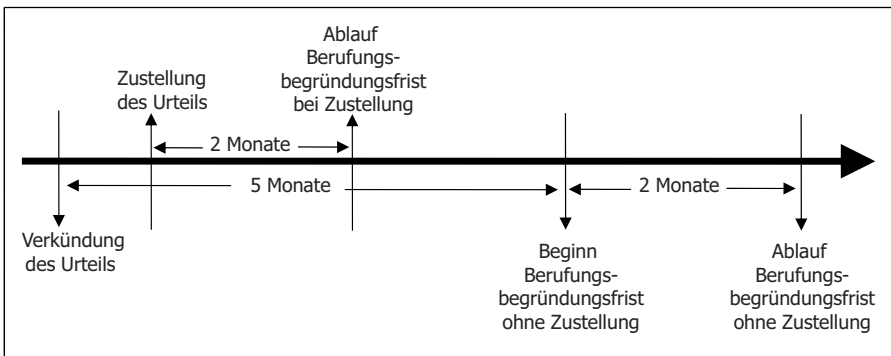 Ablauf
Berufungs-
begründungsfrist
bei Zustellung
Zustellung
des Urteils
2 Monate
5 Monate
2 Monate
Verkündung
des Urteils
Beginn
Berufungs-
begründungsfrist
ohne Zustellung
Ablauf
Berufungs-
begründungsfrist
ohne Zustellung